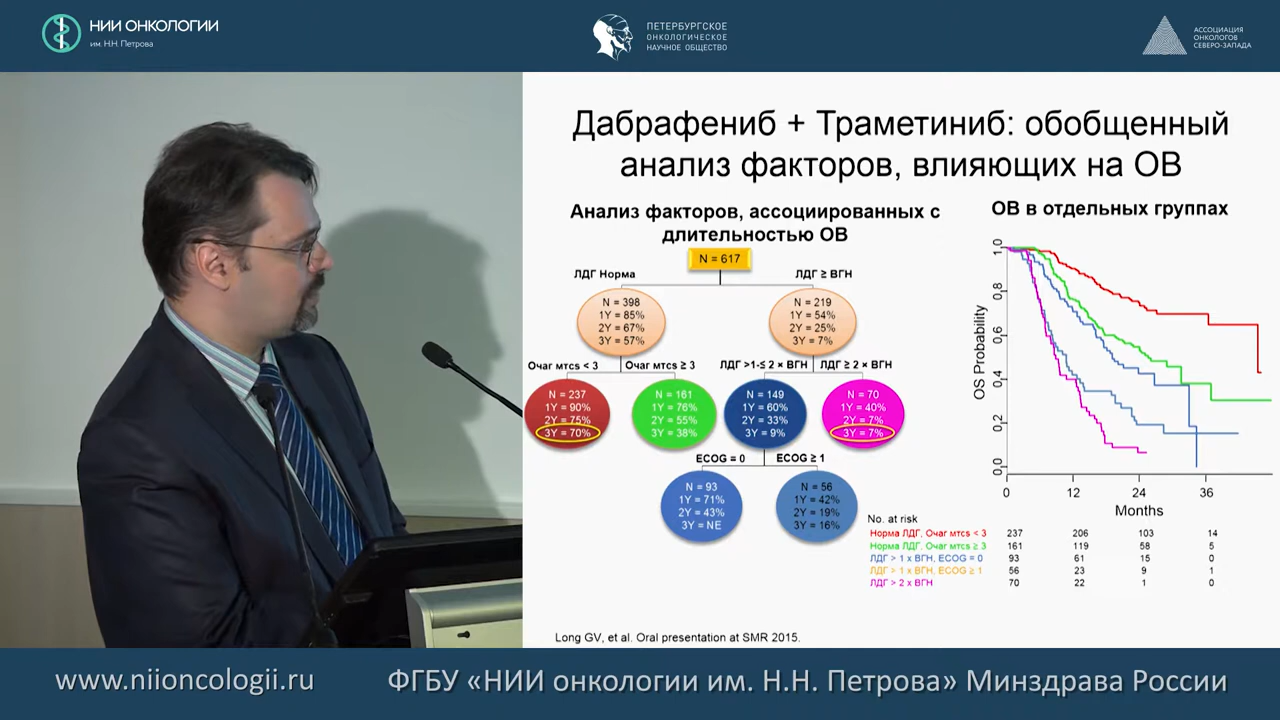 НИИ ОНКОЛОГИИ
им. Н.Н. Петрова
ПЕТЕРБУРГСКОЕ
ОНКОЛОГИЧЕСКОЕ
НАУЧНОЕ ОБЩЕСТВО
АССОЦИАЦИЯ
ОНКОЛОГОВ
СЕВЕРО-ЗАПАДА
Дабрафениб + Траметиниб: обобщенный
анализ факторов, влияющих на ОВ
Анализ факторов, ассоциированных с
длительностью ОВ
N = 617
ЛДГ Норма
ЛДГ ≥ ВГН
N = 398
1Y = 85%
2Y = 67%
3Y = 57%
N = 219
1Y = 54%
2Y = 25%
3Y = 7%
Очаг мтсs < 3
Очаг мтсs ≥ 3
ЛДГ >1-≤ 2 × ВГН
ЛДГ ≥ 2 × ВГН
N = 237
1Y = 90%
2Y = 75%
3Y = 70%
N = 161
1Y = 76%
2Y = 55%
3Y = 38%
N = 149
1Y = 60%
2Y = 33%
3Y = 9%
N = 70
1Y = 40%
2Y = 7%
3Y = 7%
ECOG = 0
ECOG ≥ 1
N = 93
1Y = 71%
2Y = 43%
3Y = NE
N = 56
1Y = 42%
2Y = 19%
3Y = 16%
ОВ в отдельных группах
OS Probability
1,0
0,8
0,6
0,4
0,2
0,0
0 12 24 36
Months
No. at risk
Норма ЛДГ, Очаг мтсs < 3 237 206 103 14
Норма ЛДГ, Очаг мтсs ≥ 3 161 119 58 5
ЛДГ > 1 x ВГН, ECOG = 0 93 61 15 0
ЛДГ > 1 x ВГН, ECOG ≥ 1 56 23 9 1
ЛДГ > 2 x ВГН 70 22 1 0
Long GV, et al. Oral presentation at SMR 2015.
www.niioncologii.ru
ФГБУ «НИИ онкологии им. Н.Н. Петрова» Минздрава России